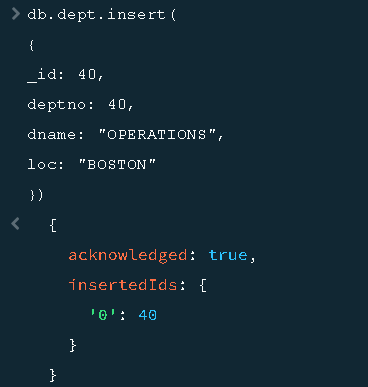 > db.dept.insert(
{
_id: 40,
deptno: 40,
dname: "OPERATIONS",
loc: "BOSTON"
})
< {
acknowledged: true,
insertedIds: {
'0': 40
}
}